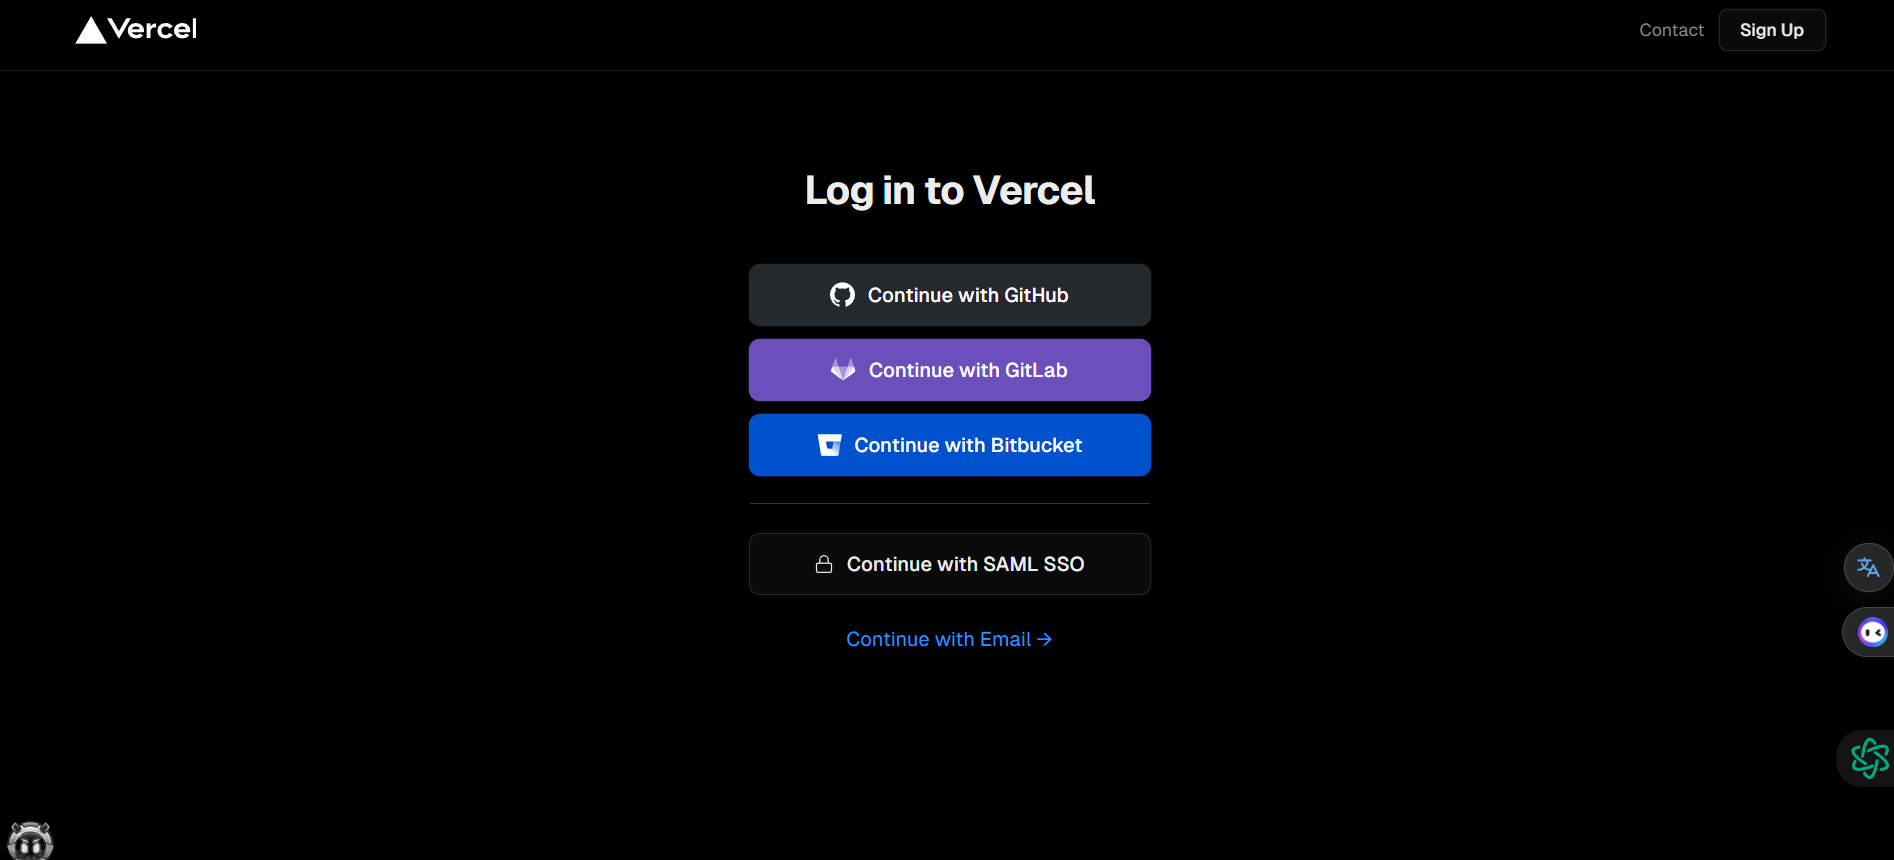 Vercel
Contact
Sign Up
Log in to Vercel
Continue with GitHub
Continue with GitLab
Continue with Bitbucket
Continue with SAML SSO
Continue with Email →